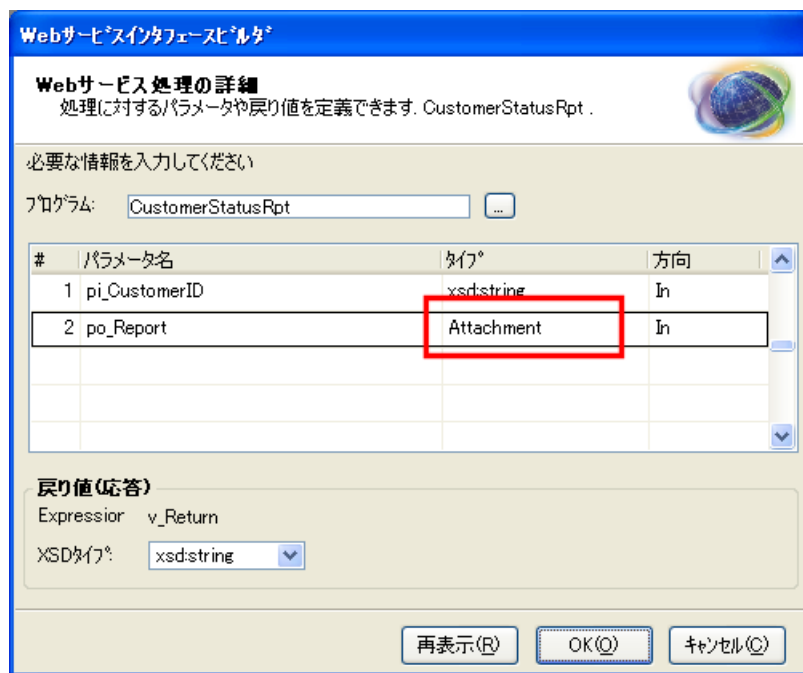 Webサービスインタフェースビルダ
Webサービス処理の詳細
処理に対するパラメータや戻り値を定義できます. CustomerStatusRpt .
必要な情報を入力してください
プログラム: CustomerStatusRpt ...
# パラメータ名 タイプ 方向
1 pi_CustomerID xsd:string In
2 po_Report Attachment In
戻り値(応答)
Expressior v_Return
XSDタイプ: xsd:string
再表示(R) OK(O) キャンセル(C)